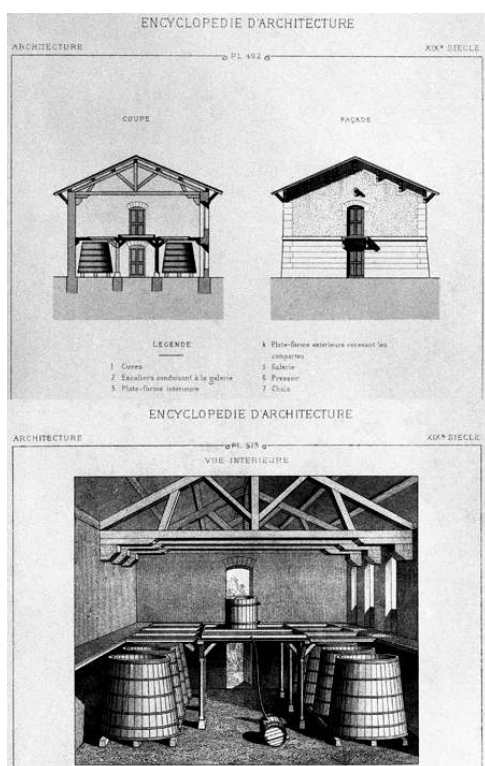 ENCYCLOPEDIE D'ARCHITECTURE
ARCHITECTURE
XIXe SIECLE
PL. 492
COUPE
FAÇADE
LEGENDE
1 Cuves
2 Escaliers conduisant à la galerie
3 Plate-forme intérieure
4 Plate-forme extérieure recevant les
comportes
5 Galerie
6 Pressoir
7 Chais
ENCYCLOPEDIE D'ARCHITECTURE
ARCHITECTURE
XIXe SIECLE
PL. 523
VUE INTERIEURE